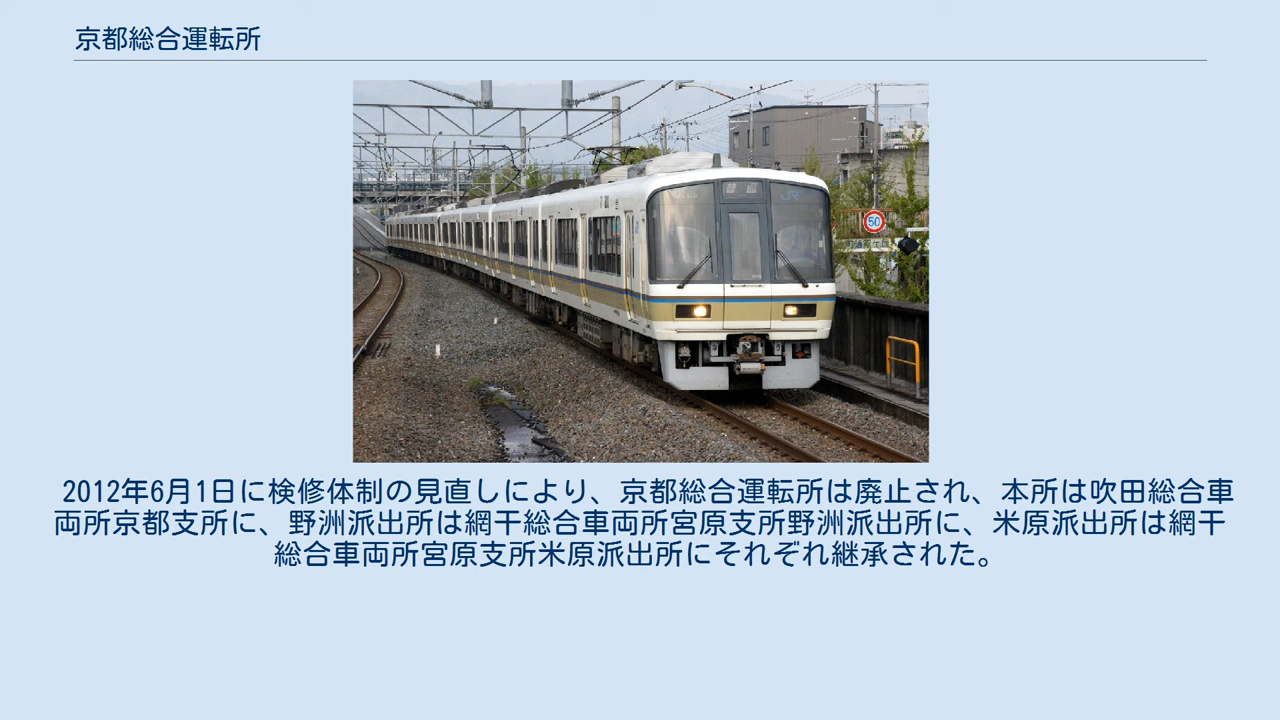 京都総合運転所
普通
JR
50
2012年6月1日に検修体制の見直しにより、京都総合運転所は廃止され、本所は吹田総合車
両所京都支所に、野洲派出所は網干総合車両所宮原支所野洲派出所に、米原派出所は網干
総合車両所宮原支所米原派出所にそれぞれ継承された。